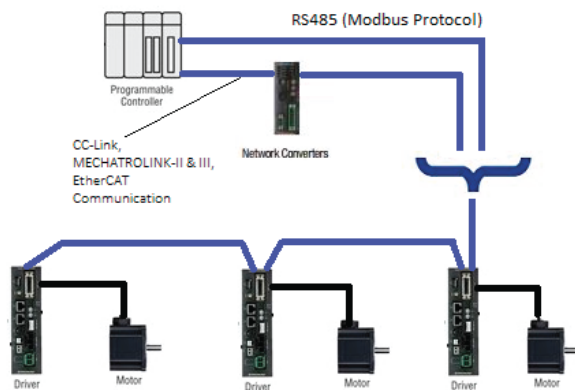 RS485 (Modbus Protocol)
Programmable
Controller
CC-Link,
MECHATROLINK-II & III,
EtherCAT
Communication
Network Converters
Driver
Motor
Driver
Motor
Driver
Motor